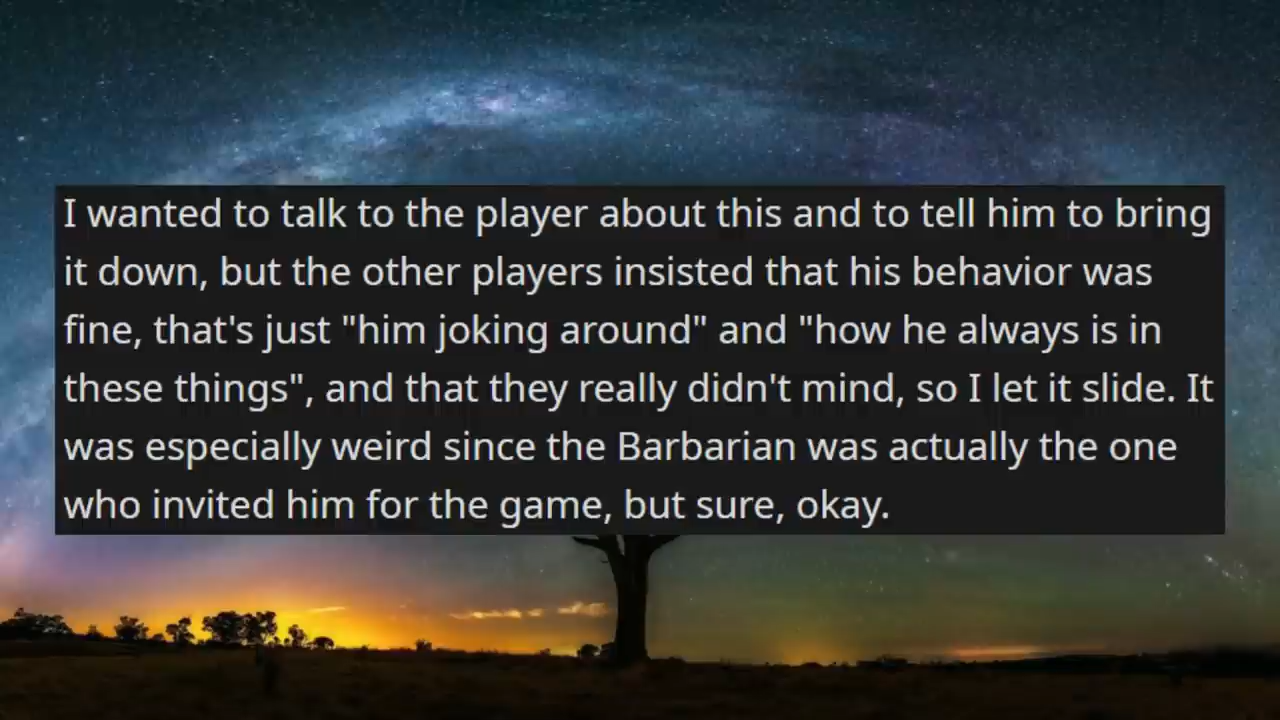 I wanted to talk to the player about this and to tell him to bring
it down, but the other players insisted that his behavior was
fine, that's just "him joking around" and "how he always is in
these things", and that they really didn't mind, so I let it slide. It
was especially weird since the Barbarian was actually the one
who invited him for the game, but sure, okay.